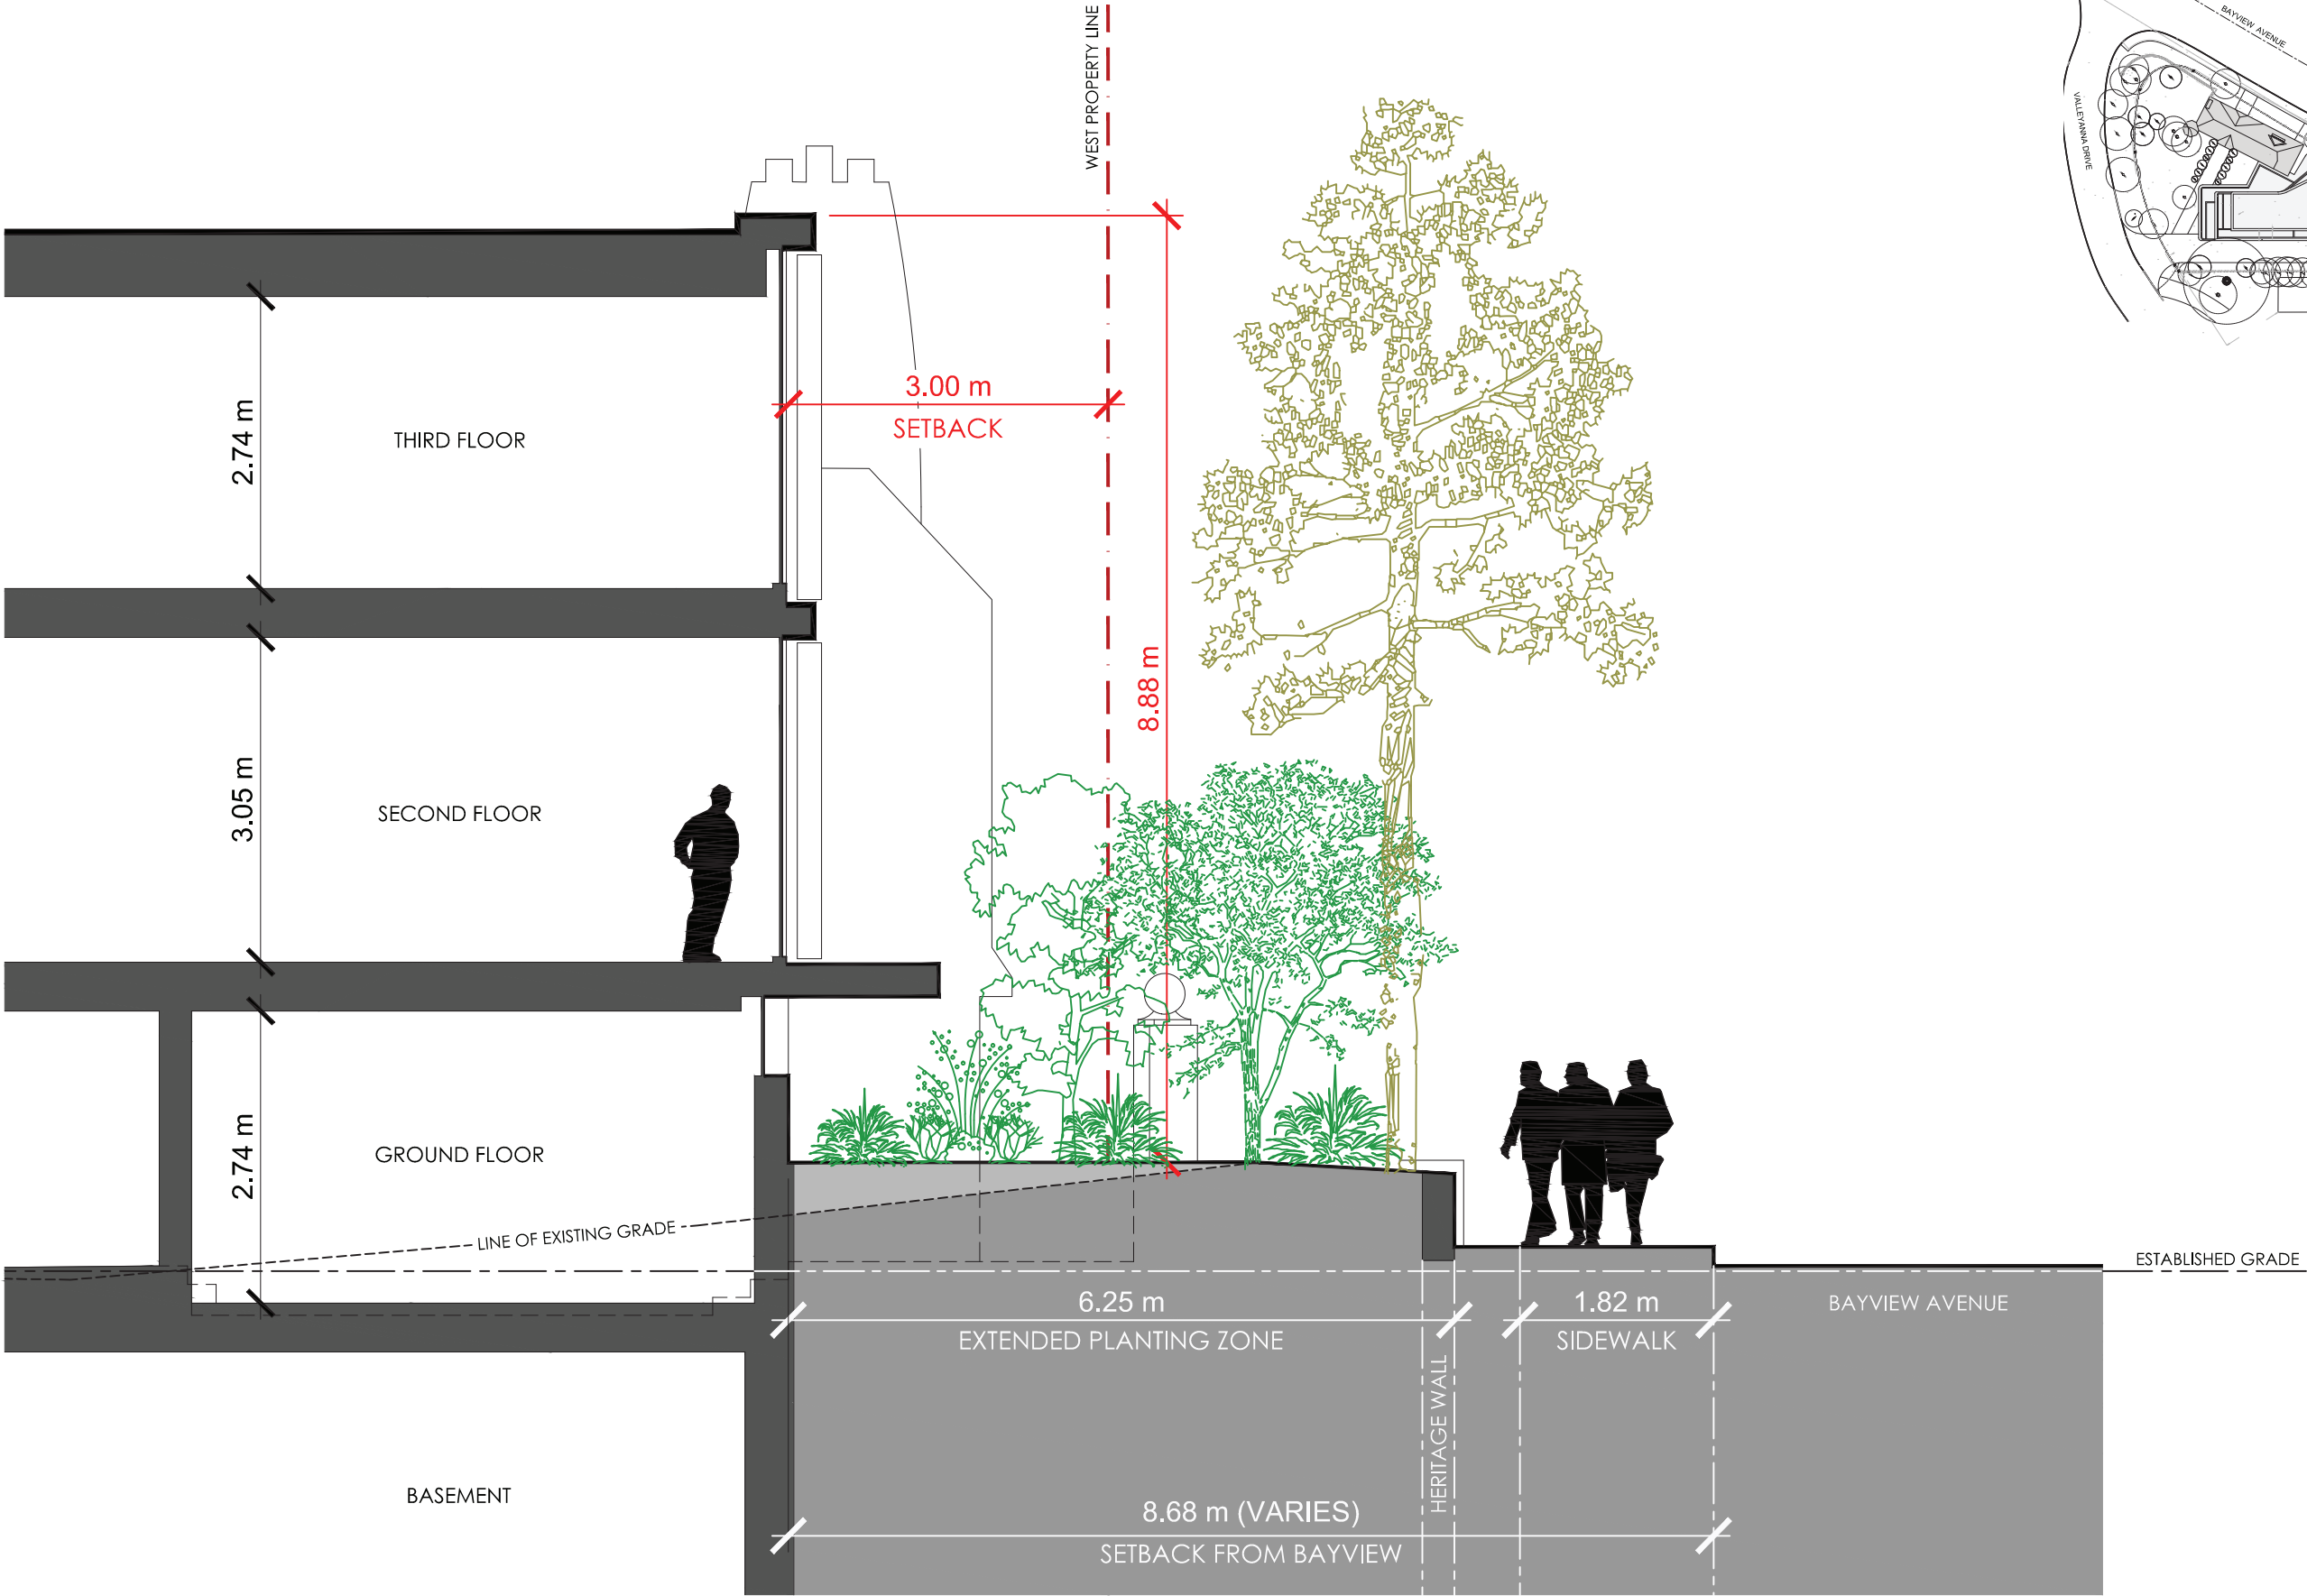 WEST PROPERTY LINE
BAYVIEW AVENUE
VALLEYANNA DRIVE
3.00 m
SETBACK
2.74 m
THIRD FLOOR
8.88 m
3.05 m
SECOND FLOOR
2.74 m
GROUND FLOOR
LINE OF EXISTING GRADE
ESTABLISHED GRADE
6.25 m
EXTENDED PLANTING ZONE
1.82 m
SIDEWALK
BAYVIEW AVENUE
HERITAGE WALL
BASEMENT
8.68 m (VARIES)
SETBACK FROM BAYVIEW